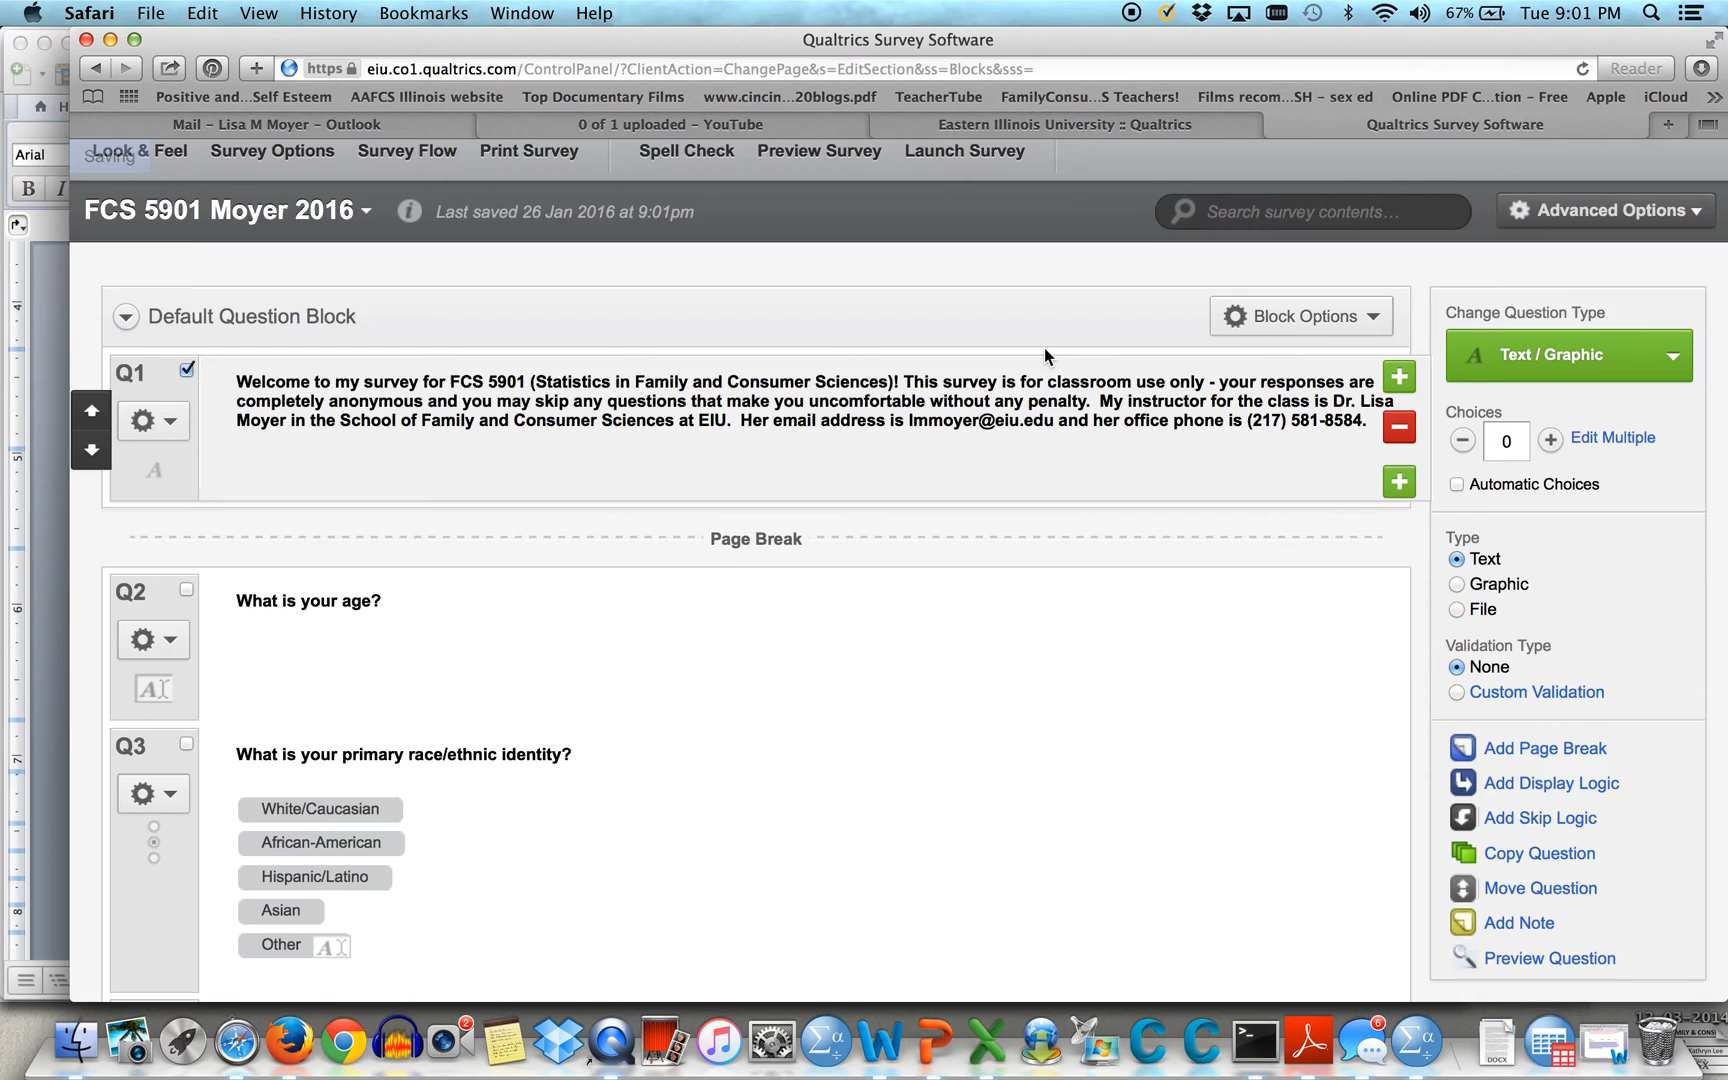 Safari File Edit View History Bookmarks Window Help 67% Tue 9:01 PM
Qualtrics Survey Software
https eiu.co1.qualtrics.com/ControlPanel/?ClientAction=ChangePage&s=EditSection&ss=Blocks&sss= Reader
Positive and...Self Esteem AAFCS Illinois website Top Documentary Films www.cincin...20blogs.pdf TeacherTube FamilyConsu...S Teachers! Films recom...SH - sex ed Online PDF C...tion - Free Apple iCloud
Mail – Lisa M Moyer – Outlook 0 of 1 uploaded – YouTube Eastern Illinois University :: Qualtrics Qualtrics Survey Software
Saving
Look & Feel Survey Options Survey Flow Print Survey Spell Check Preview Survey Launch Survey
Arial
B I
FCS 5901 Moyer 2016 Last saved 26 Jan 2016 at 9:01pm Search survey contents... Advanced Options
Default Question Block Block Options
Q1
Welcome to my survey for FCS 5901 (Statistics in Family and Consumer Sciences)! This survey is for classroom use only - your responses are
completely anonymous and you may skip any questions that make you uncomfortable without any penalty. My instructor for the class is Dr. Lisa
Moyer in the School of Family and Consumer Sciences at EIU. Her email address is lmmoyer@eiu.edu and her office phone is (217) 581-8584.
Page Break
Q2
What is your age?
Q3
What is your primary race/ethnic identity?
White/Caucasian
African-American
Hispanic/Latino
Asian
Other
Change Question Type
Text / Graphic
Choices
0 Edit Multiple
Automatic Choices
Type
Text
Graphic
File
Validation Type
None
Custom Validation
Add Page Break
Add Display Logic
Add Skip Logic
Copy Question
Move Question
Add Note
Preview Question
4
5
6
7
8
2
6
DOCX